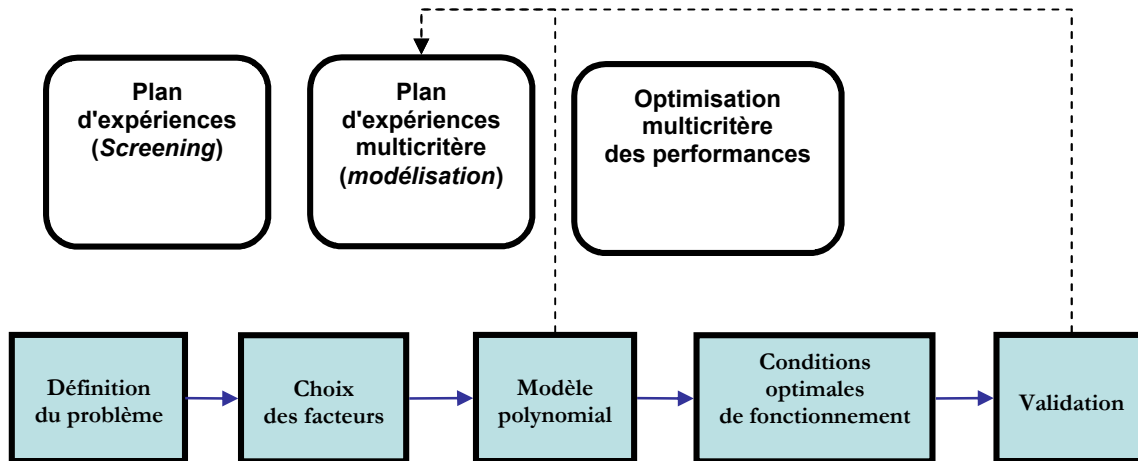 Plan
d'expériences
(Screening)
Plan
d'expériences
multicritère
(modélisation)
Optimisation
multicritère
des performances
Définition
du problème
Choix
des facteurs
Modèle
polynomial
Conditions
optimales
de fonctionnement
Validation